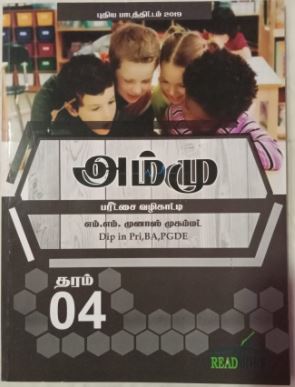 புதிய பாடத்திட்டம் 2019
அம்மு
பரீட்சை வழிகாட்டி
எம்.எம். முனாஸ் முகம்மட்
Dip in Pri,BA,PGDE
தரம்
04
READ